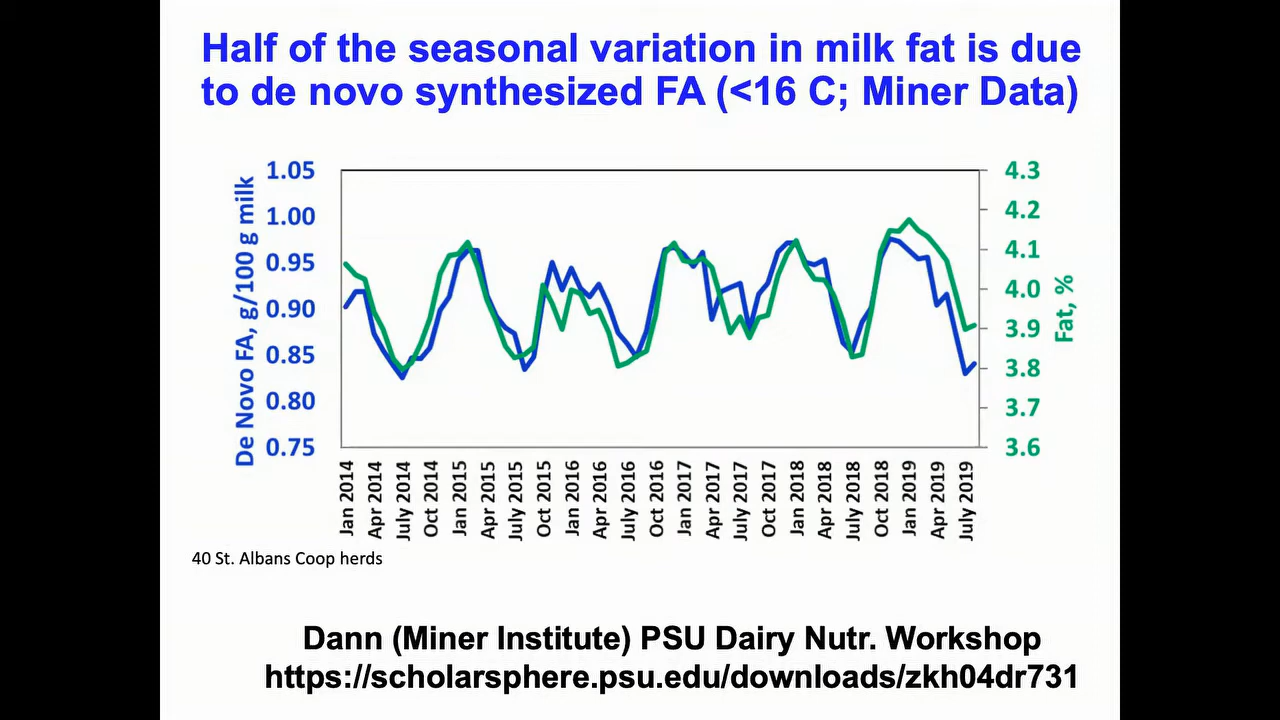 Half of the seasonal variation in milk fat is due
to de novo synthesized FA (<16 C; Miner Data)
De Novo FA, g/100 g milk
1.05
1.00
0.95
0.90
0.85
0.80
0.75
4.3
4.2
4.1
4.0
3.9
3.8
3.7
3.6
Fat, %
Jan 2014
Apr 2014
July 2014
Oct 2014
Jan 2015
Apr 2015
July 2015
Oct 2015
Jan 2016
Apr 2016
July 2016
Oct 2016
Jan 2017
Apr 2017
July 2017
Oct 2017
Jan 2018
Apr 2018
July 2018
Oct 2018
Jan 2019
Apr 2019
July 2019
40 St. Albans Coop herds
Dann (Miner Institute) PSU Dairy Nutr. Workshop
https://scholarsphere.psu.edu/downloads/zkh04dr731